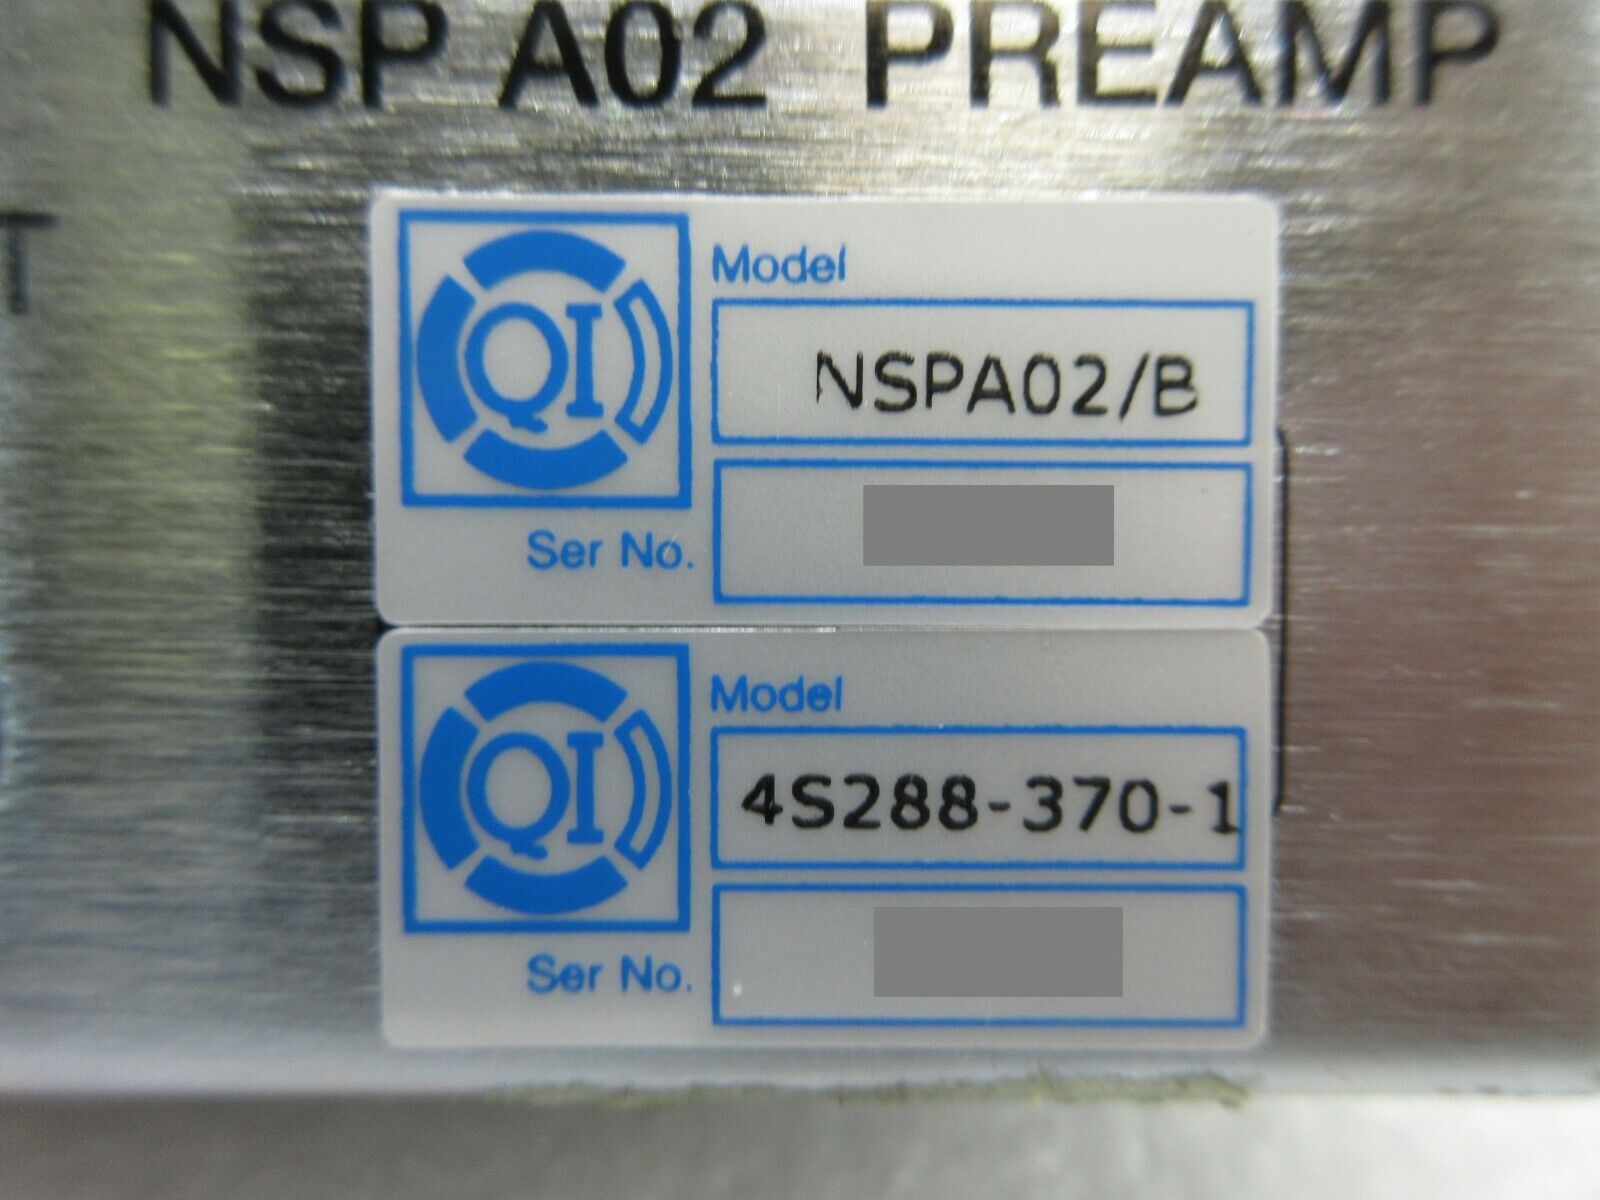 NSP A02 PREAMP
T
QI
Model
NSPA02/B
Ser No.
QI
Model
4S288-370-1
Ser No.